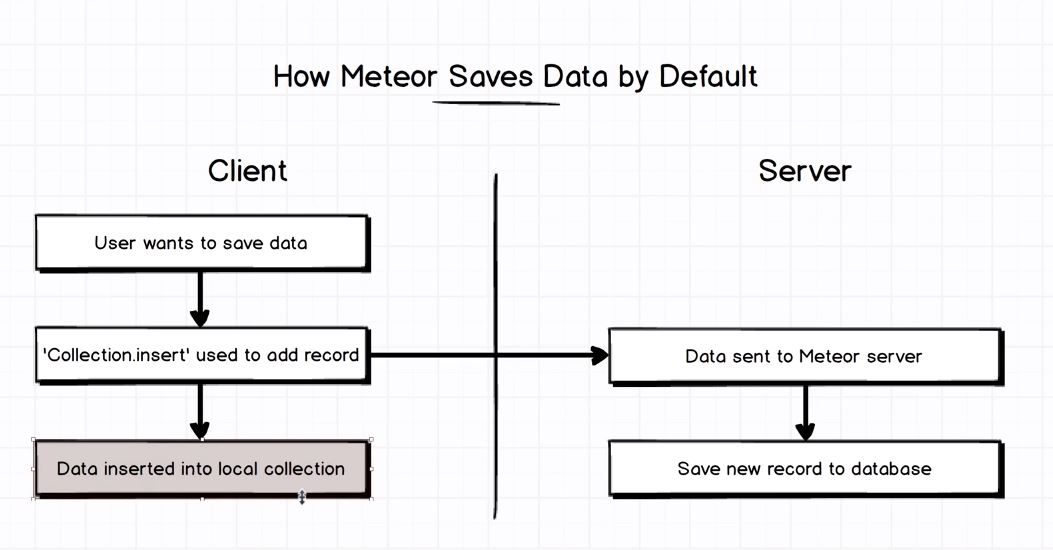 How Meteor Saves Data by Default
Client
Server
User wants to save data
'Collection.insert' used to add record
Data sent to Meteor server
Data inserted into local collection
Save new record to database